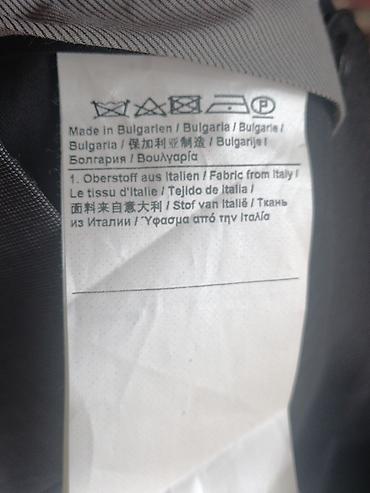 Made in Bulgarien / Bulgaria / Bulgarie /
Bulgaria / 保加利亚制造 / Bulgarije /
Болгария / Βουλγαρία
1. Oberstoff aus Italien / Fabric from Italy /
Le tissu d'Italie / Tejido de Italia /
面料来自意大利 / Stof van Italië / Ткань
из Италии / Ύφασμα από την Ιταλία